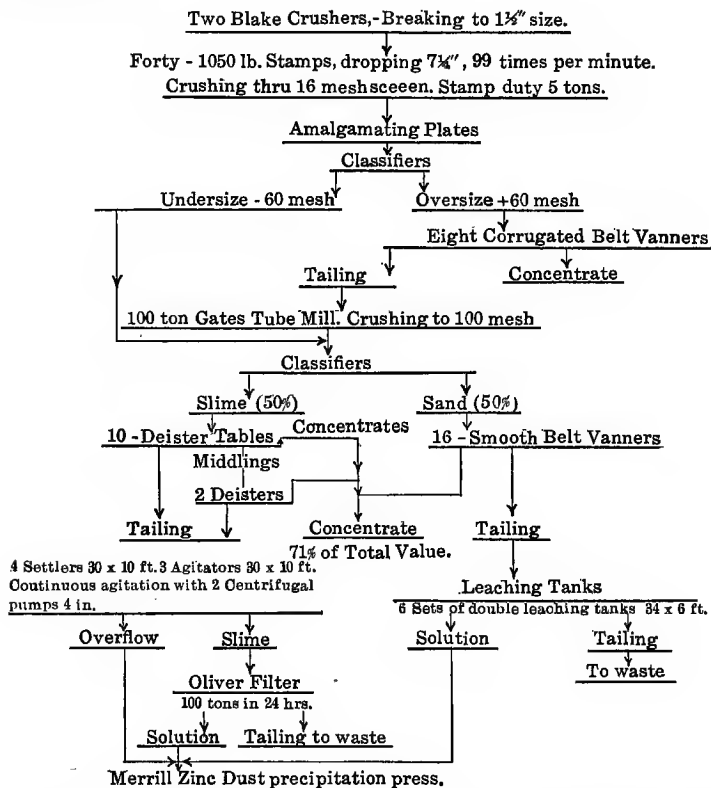 Two Blake Crushers,-Breaking to 1½″ size.
Forty - 1050 lb. Stamps, dropping 7¼″, 99 times per minute.
Crushing thru 16 mesh sceeen. Stamp duty 5 tons.
Amalgamating Plates
Classifiers
Undersize - 60 mesh
Oversize +60 mesh
Eight Corrugated Belt Vanners
Tailing
Concentrate
100 ton Gates Tube Mill. Crushing to 100 mesh
Classifiers
Slime (50%)
Sand (50%)
10 - Deister Tables
Concentrates
16 - Smooth Belt Vanners
Middlings
2 Deisters
Tailing
Concentrate
71% of Total Value.
Tailing
4 Settlers 30 x 10 ft. 3 Agitators 30 x 10 ft.
Continuous agitation with 2 Centrifugal
pumps 4 in.
Leaching Tanks
6 Sets of double leaching tanks 34 x 6 ft.
Overflow
Slime
Solution
Tailing
To waste
Oliver Filter
100 tons in 24 hrs.
Solution
Tailing to waste
Merrill Zinc Dust precipitation press.